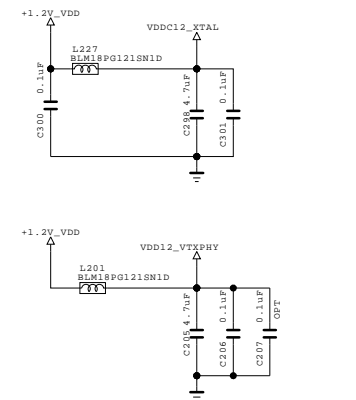 +1.2V_VDD
VDDC12_XTAL
L227
BLM18PG121SN1D
C300 0.1uF
C298 4.7uF
C301 0.1uF
+1.2V_VDD
VDD12_VTXPHY
L201
BLM18PG121SN1D
C205 4.7uF
C206 0.1uF
C207 0.1uF
OPT